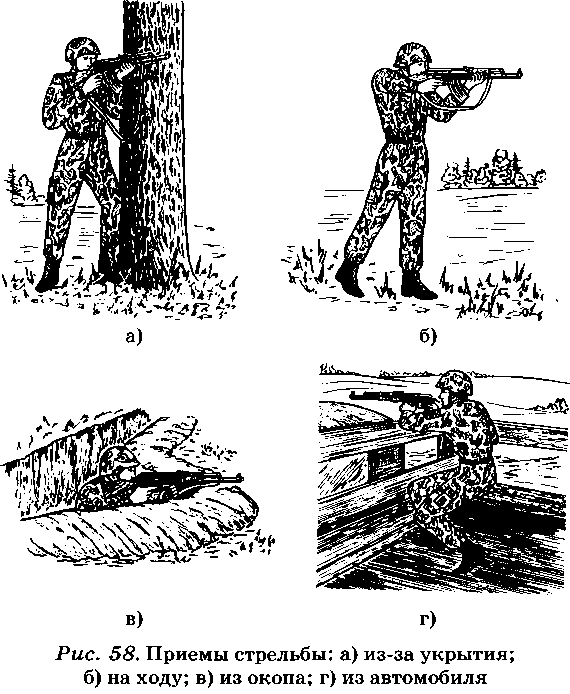 а)
б)
в)
г)
Рис. 58. Приемы стрельбы: а) из-за укрытия;
б) на ходу; в) из окопа; г) из автомобиля